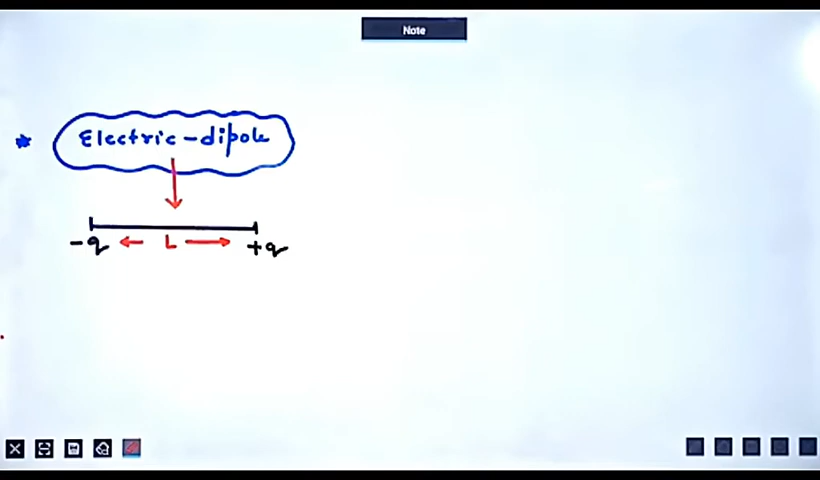 Note
* Electric-dipole
-q ← L → +q